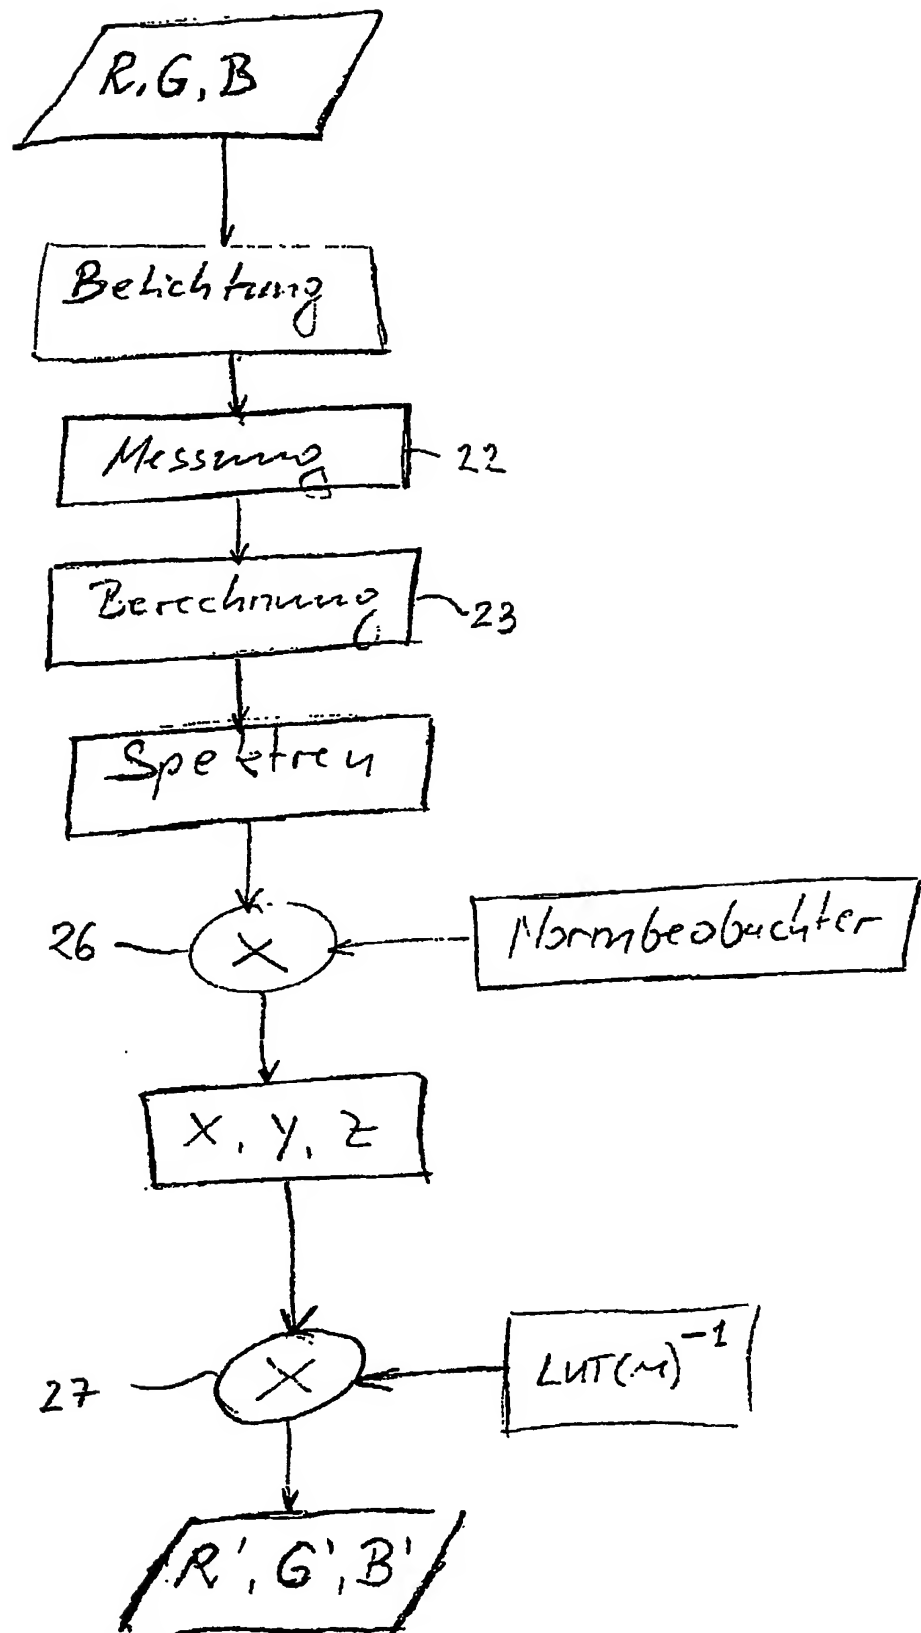 R, G, B
Belichtung
Messung
22
Berechnung
23
Spektren
26
X
Normbeobachter
X, Y, Z
27
X
LUT(m)⁻¹
R', G', B'